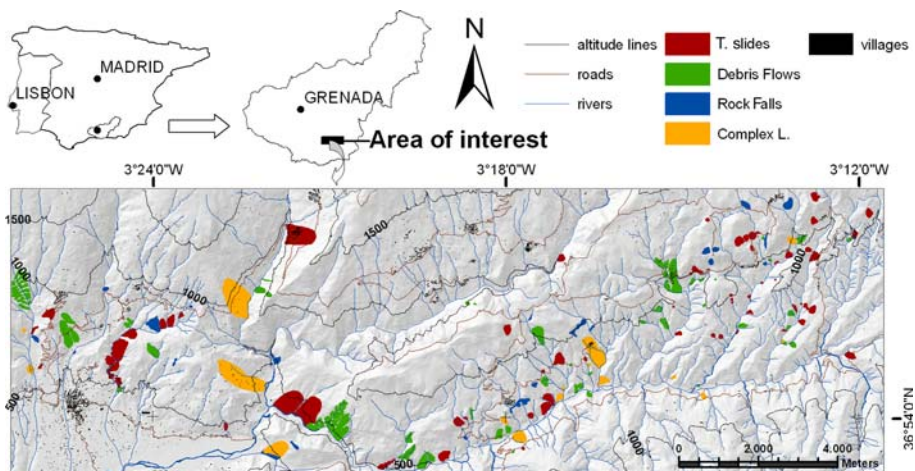 MADRID
LISBON
GRENADA
Area of interest
N
altitude lines
roads
rivers
T. slides
Debris Flows
Rock Falls
Complex L.
villages
3°24'0"W
3°18'0"W
3°12'0"W
1500
1500
1000
1000
1000
500
500
1000
36°54'0"N
0
2.000
4.000
Meters